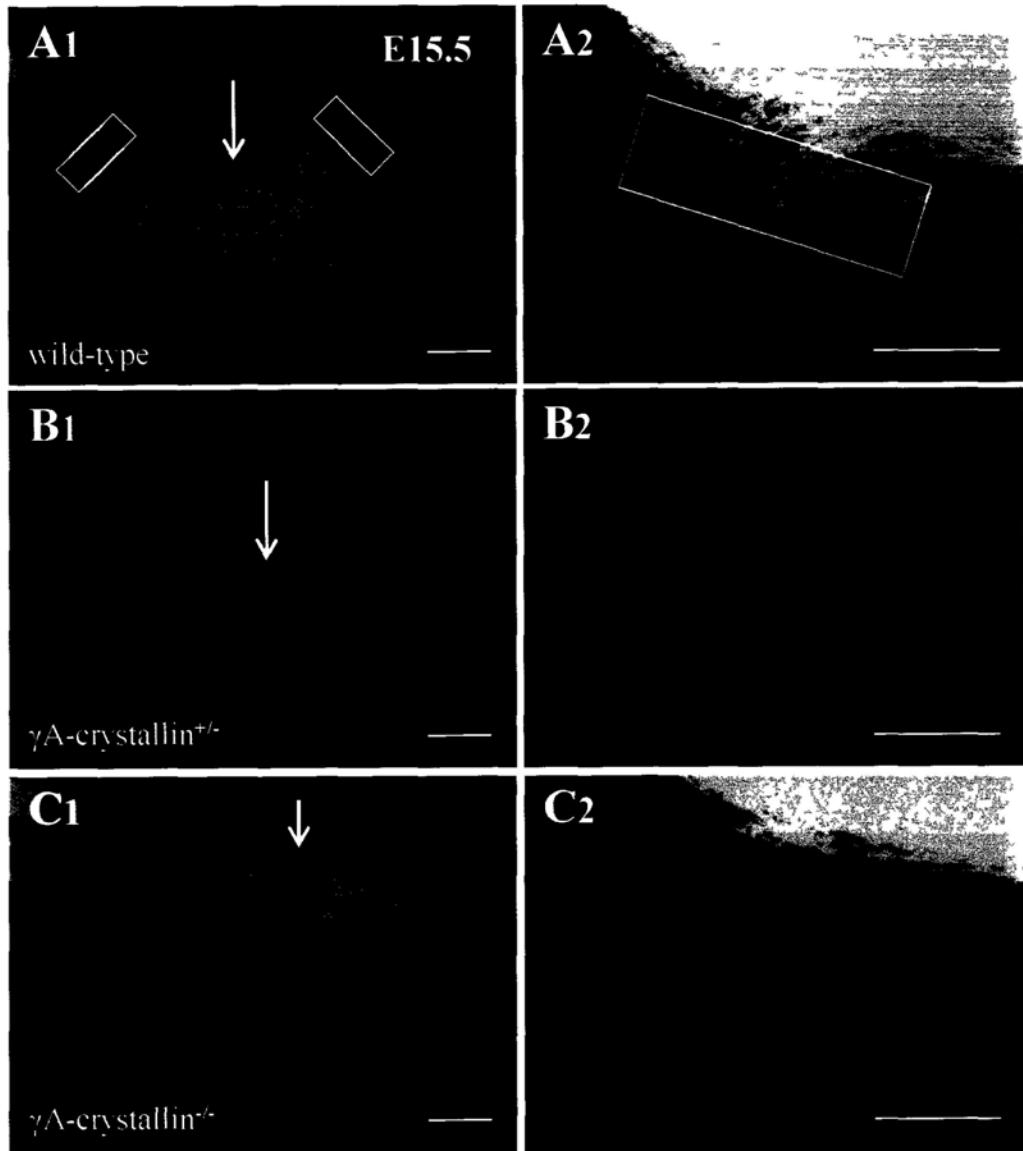 A1
E15.5
A2
wild-type
B1
B2
γA-crystallin+/-
C1
C2
γA-crystallin-/-